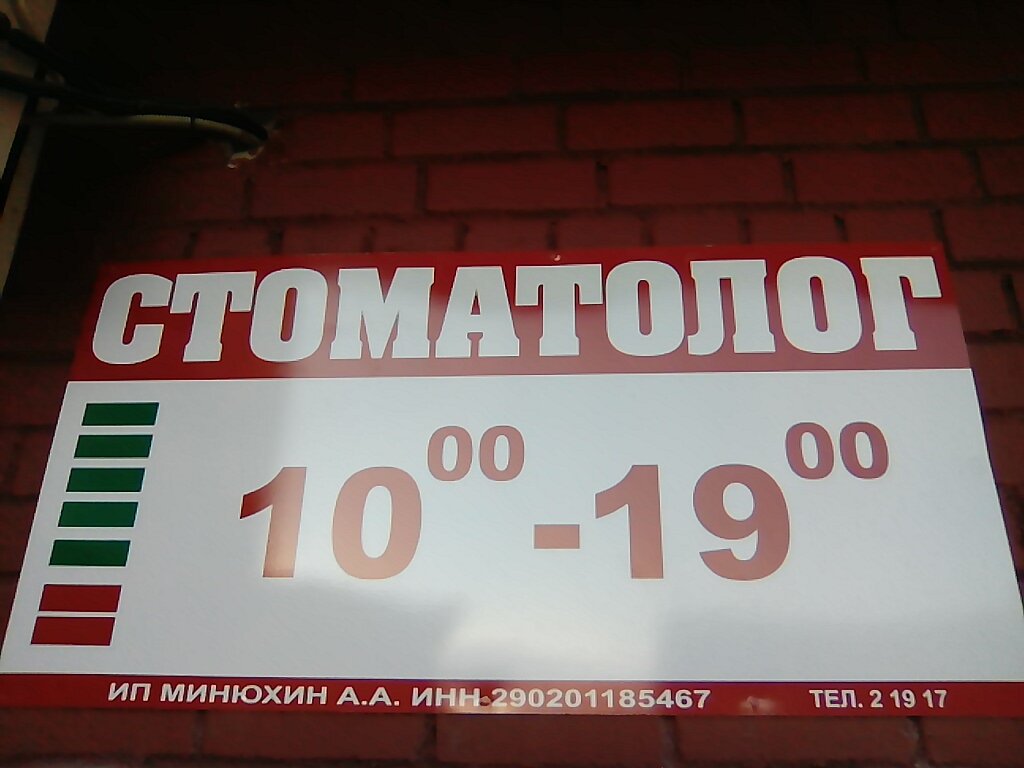 СТОМАТОЛОГ
10⁰⁰-19⁰⁰
ИП МИНЮХИН А.А. ИНН 290201185467 ТЕЛ. 2 19 17